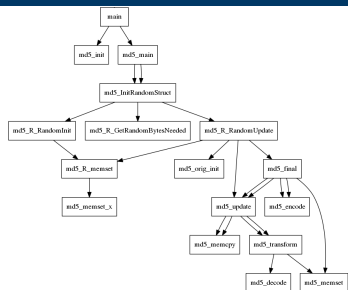 main
md5_init
md5_main
md5_InitRandomStruct
md5_R_RandomInit
md5_R_GetRandomBytesNeeded
md5_R_RandomUpdate
md5_R_memset
md5_orig_init
md5_final
md5_memset_x
md5_update
md5_encode
md5_memcpy
md5_transform
md5_decode
md5_memset